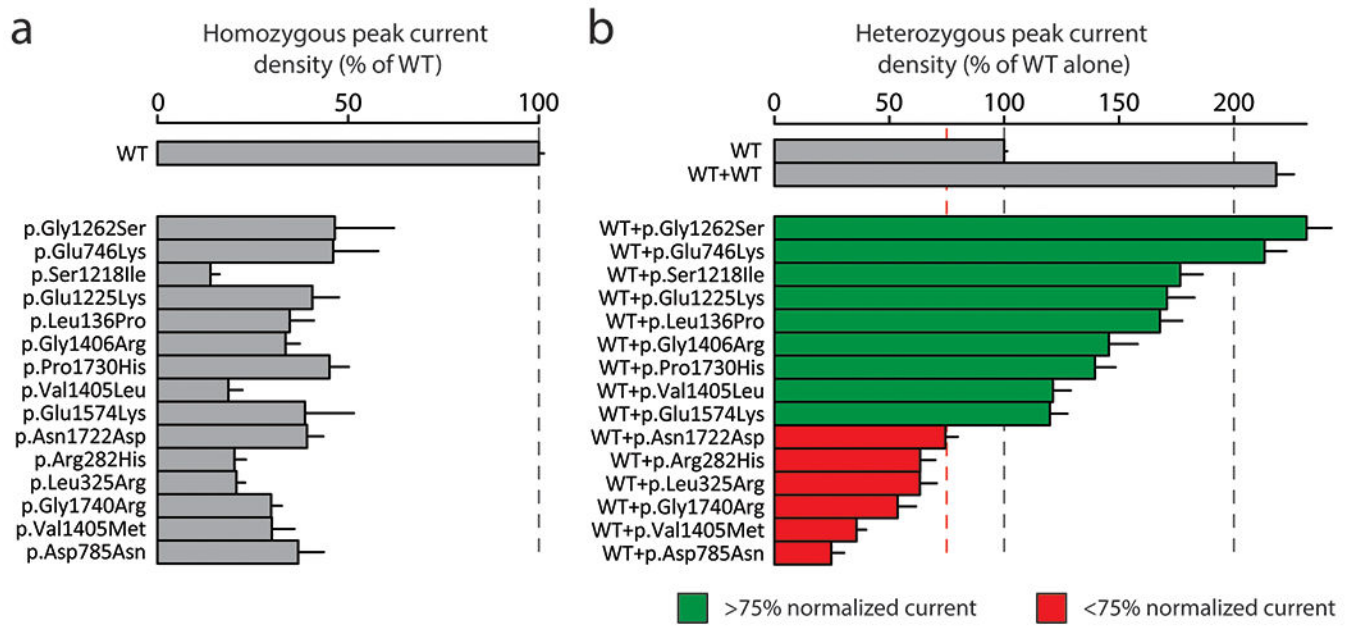 a
Homozygous peak current
density (% of WT)
0 50 100
WT
p.Gly1262Ser
p.Glu746Lys
p.Ser1218Ile
p.Glu1225Lys
p.Leu136Pro
p.Gly1406Arg
p.Pro1730His
p.Val1405Leu
p.Glu1574Lys
p.Asn1722Asp
p.Arg282His
p.Leu325Arg
p.Gly1740Arg
p.Val1405Met
p.Asp785Asn
b
Heterozygous peak current
density (% of WT alone)
0 50 100 150 200
WT
WT+WT
WT+p.Gly1262Ser
WT+p.Glu746Lys
WT+p.Ser1218Ile
WT+p.Glu1225Lys
WT+p.Leu136Pro
WT+p.Gly1406Arg
WT+p.Pro1730His
WT+p.Val1405Leu
WT+p.Glu1574Lys
WT+p.Asn1722Asp
WT+p.Arg282His
WT+p.Leu325Arg
WT+p.Gly1740Arg
WT+p.Val1405Met
WT+p.Asp785Asn
>75% normalized current
<75% normalized current